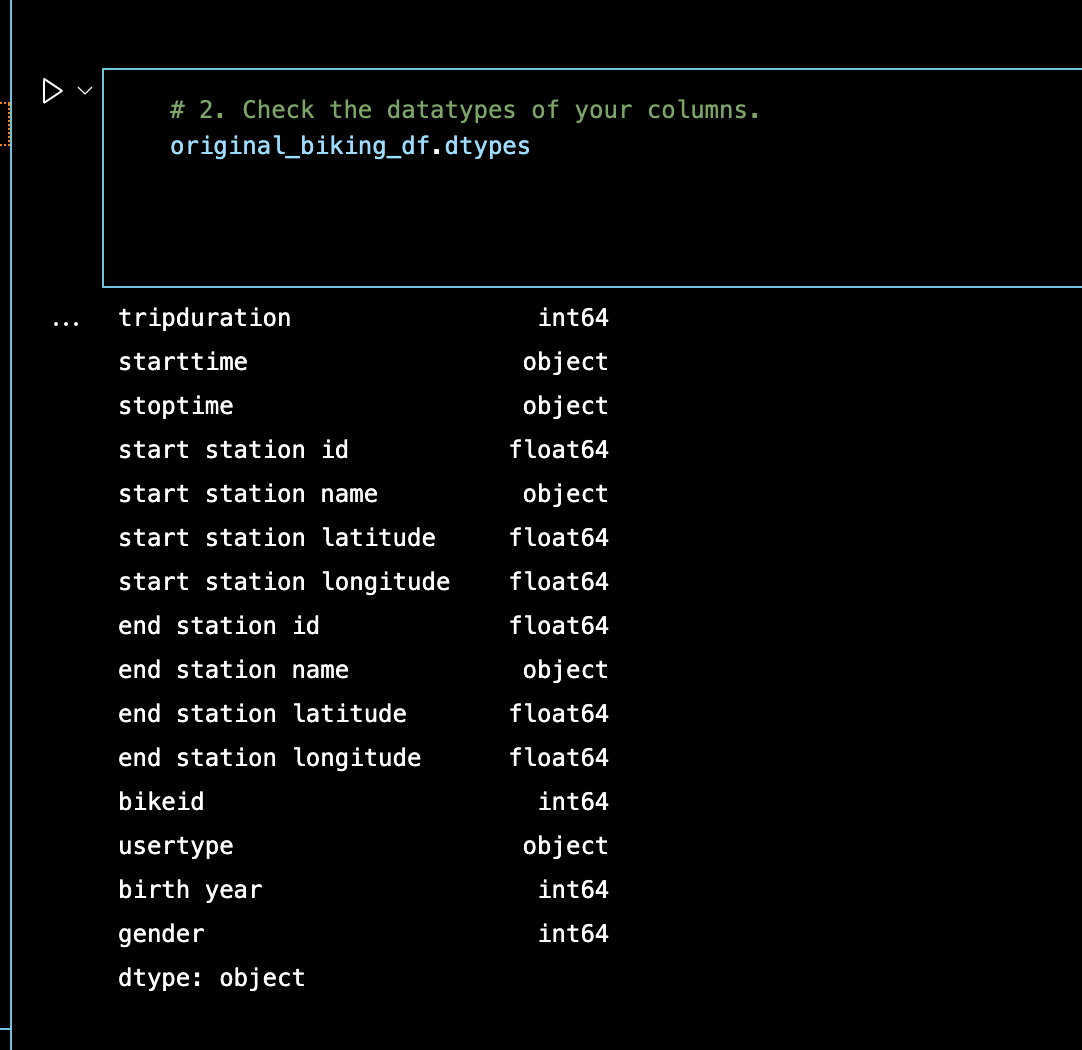 # 2. Check the datatypes of your columns.
original_biking_df.dtypes
... tripduration int64
starttime object
stoptime object
start station id float64
start station name object
start station latitude float64
start station longitude float64
end station id float64
end station name object
end station latitude float64
end station longitude float64
bikeid int64
usertype object
birth year int64
gender int64
dtype: object